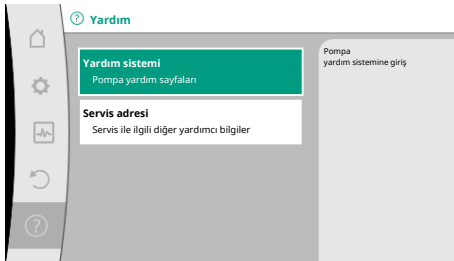 Yardım
Yardım sistemi
Pompa yardım sayfaları
Servis adresi
Servis ile ilgili diğer yardımcı bilgiler
Pompa
yardım sistemine giriş